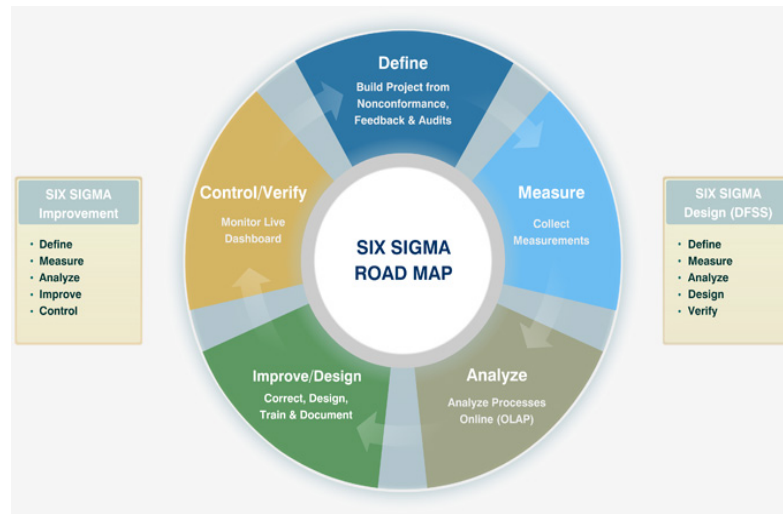 Define
Build Project from
Nonconformance,
Feedback & Audits
Control/Verify
Monitor Live
Dashboard
Measure
Collect
Measurements
SIX SIGMA
ROAD MAP
Improve/Design
Correct, Design,
Train & Document
Analyze
Analyze Processes
Online (OLAP)
SIX SIGMA
Improvement
• Define
• Measure
• Analyze
• Improve
• Control
SIX SIGMA
Design (DFSS)
• Define
• Measure
• Analyze
• Design
• Verify